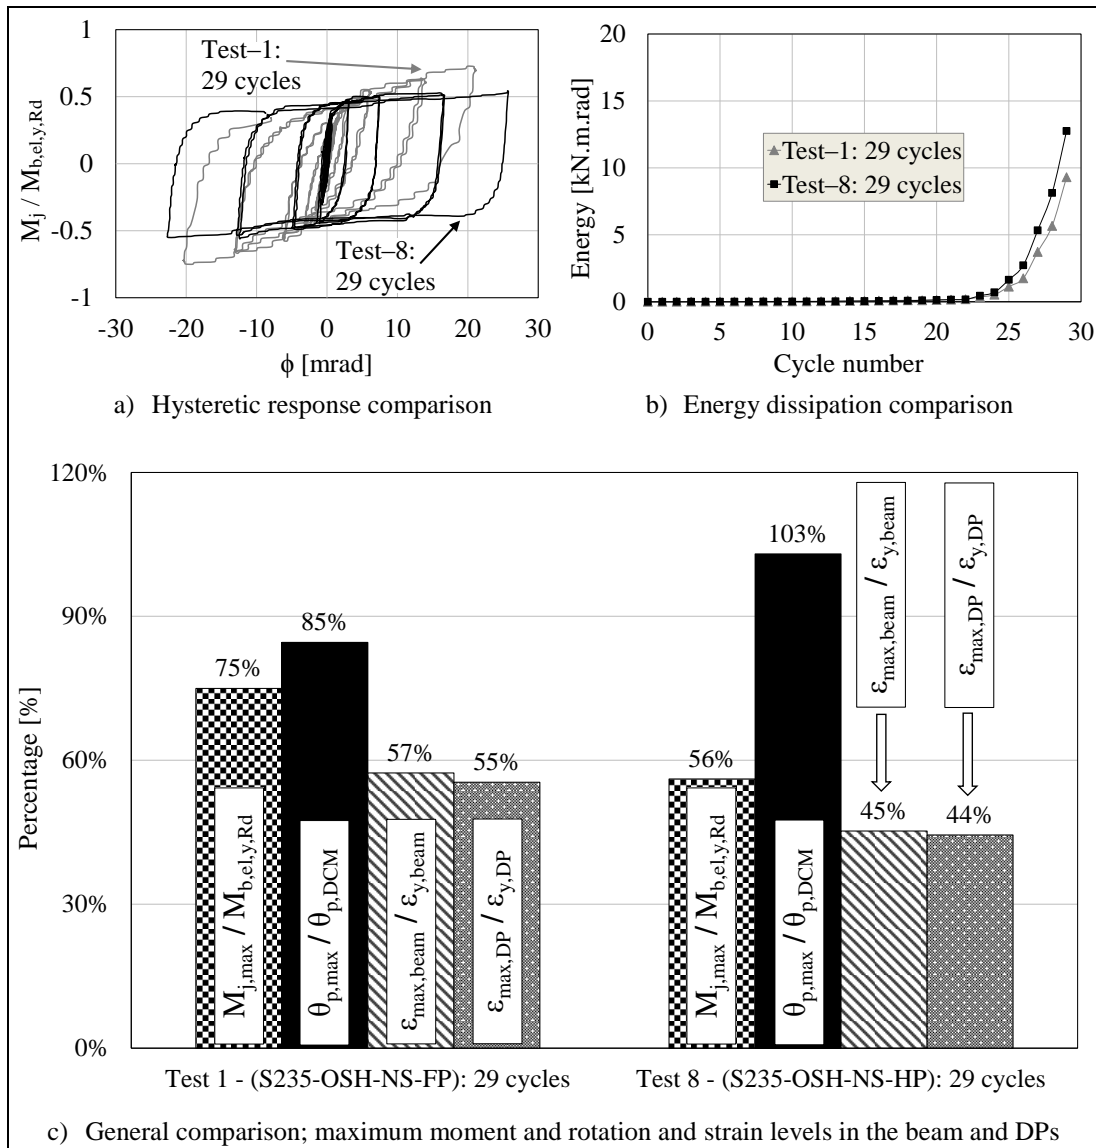 1
0.5
0
-0.5
-1
M_j / M_b,el,y,Rd
-30
-20
-10
0
10
20
30
ϕ [mrad]
Test–1:
29 cycles
Test–8:
29 cycles
a) Hysteretic response comparison
20
15
10
5
0
Energy [kN.m.rad]
Test–1: 29 cycles
Test–8: 29 cycles
0
5
10
15
20
25
30
Cycle number
b) Energy dissipation comparison
120%
90%
60%
30%
0%
Percentage [%]
75%
85%
57%
55%
56%
103%
45%
44%
M_j,max / M_b,el,y,Rd
θ_p,max / θ_p,DCM
ε_max,beam / ε_y,beam
ε_max,DP / ε_y,DP
M_j,max / M_b,el,y,Rd
θ_p,max / θ_p,DCM
ε_max,beam / ε_y,beam
ε_max,DP / ε_y,DP
Test 1 - (S235-OSH-NS-FP): 29 cycles
Test 8 - (S235-OSH-NS-HP): 29 cycles
c) General comparison; maximum moment and rotation and strain levels in the beam and DPs